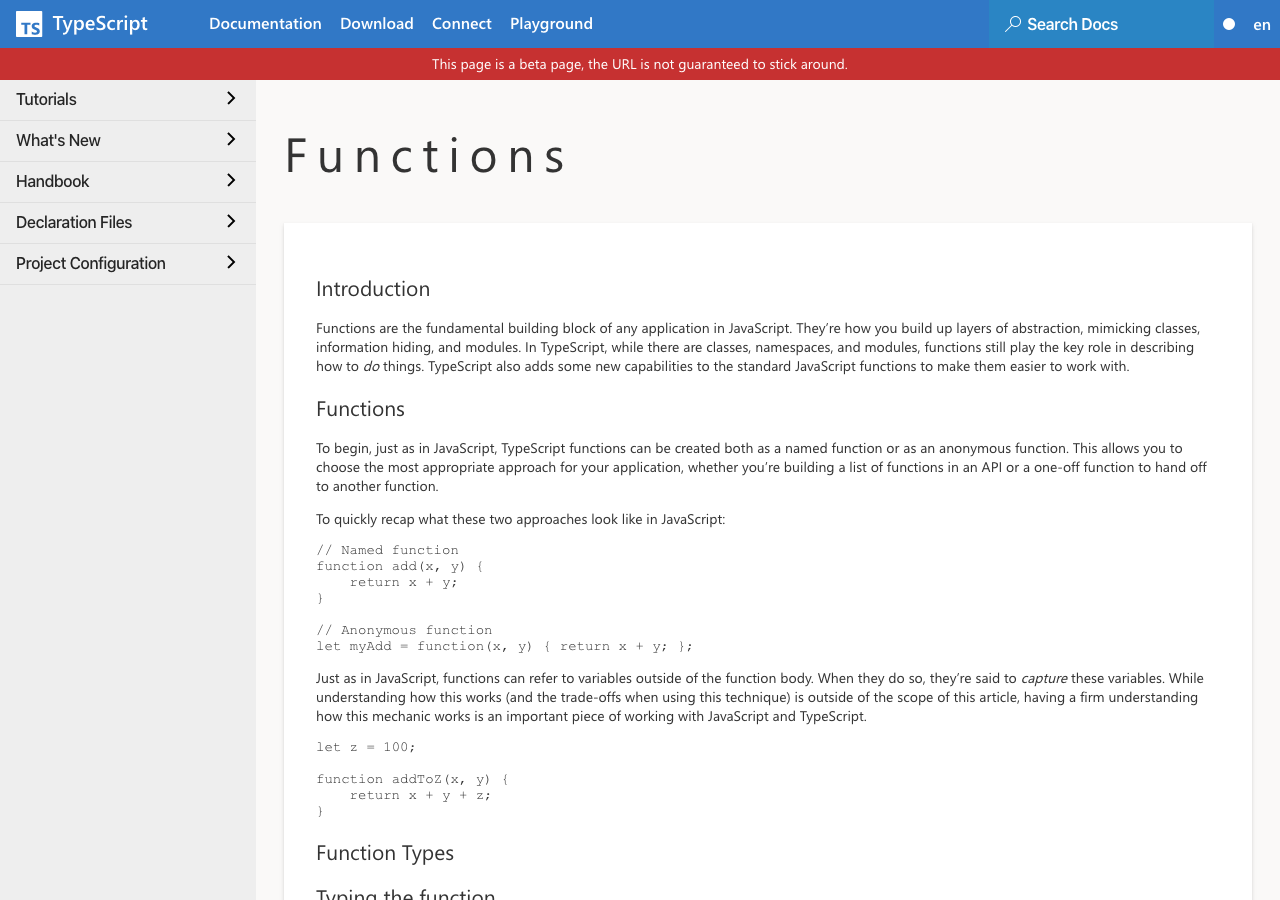 TS TypeScript Documentation Download Connect Playground Search Docs en
This page is a beta page, the URL is not guaranteed to stick around.
Tutorials
What's New
Handbook
Declaration Files
Project Configuration
Functions
Introduction
Functions are the fundamental building block of any application in JavaScript. They’re how you build up layers of abstraction, mimicking classes,
information hiding, and modules. In TypeScript, while there are classes, namespaces, and modules, functions still play the key role in describing
how to do things. TypeScript also adds some new capabilities to the standard JavaScript functions to make them easier to work with.
Functions
To begin, just as in JavaScript, TypeScript functions can be created both as a named function or as an anonymous function. This allows you to
choose the most appropriate approach for your application, whether you’re building a list of functions in an API or a one-off function to hand off
to another function.
To quickly recap what these two approaches look like in JavaScript:
// Named function
function add(x, y) {
    return x + y;
}
// Anonymous function
let myAdd = function(x, y) { return x + y; };
Just as in JavaScript, functions can refer to variables outside of the function body. When they do so, they’re said to capture these variables. While
understanding how this works (and the trade-offs when using this technique) is outside of the scope of this article, having a firm understanding
how this mechanic works is an important piece of working with JavaScript and TypeScript.
let z = 100;
function addToZ(x, y) {
    return x + y + z;
}
Function Types
Typing the function